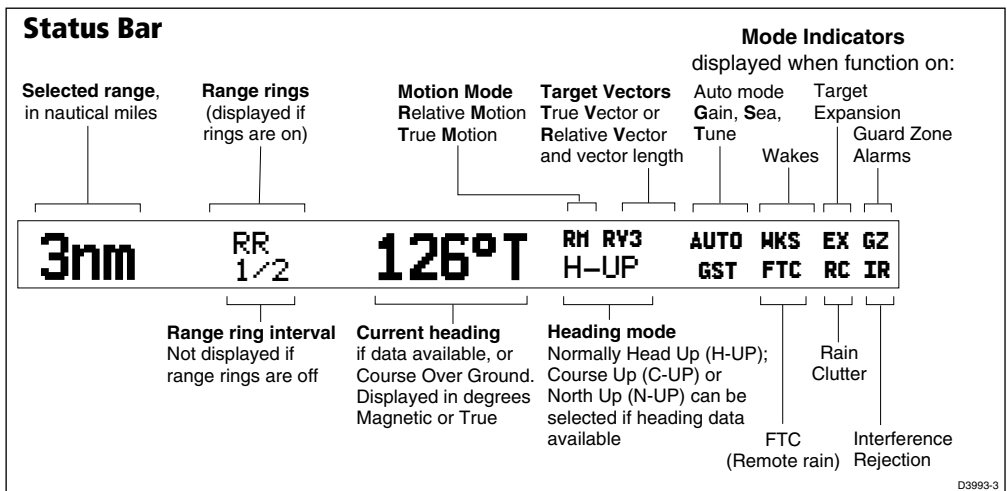 Status Bar
Mode Indicators
displayed when function on:
Selected range,
in nautical miles
Range rings
(displayed if
rings are on)
Motion Mode
Relative Motion
True Motion
Target Vectors
True Vector or
Relative Vector
and vector length
Auto mode
Gain, Sea,
Tune
Wakes
Target
Expansion
Guard Zone
Alarms
3nm
RR
1/2
126°T
RM RV3
H-UP
AUTO WKS EX GZ
GST FTC RC IR
Range ring interval
Not displayed if
range rings are off
Current heading
if data available, or
Course Over Ground.
Displayed in degrees
Magnetic or True
Heading mode
Normally Head Up (H-UP);
Course Up (C-UP) or
North Up (N-UP) can be
selected if heading data
available
Rain
Clutter
FTC
(Remote rain)
Interference
Rejection
D3993-3